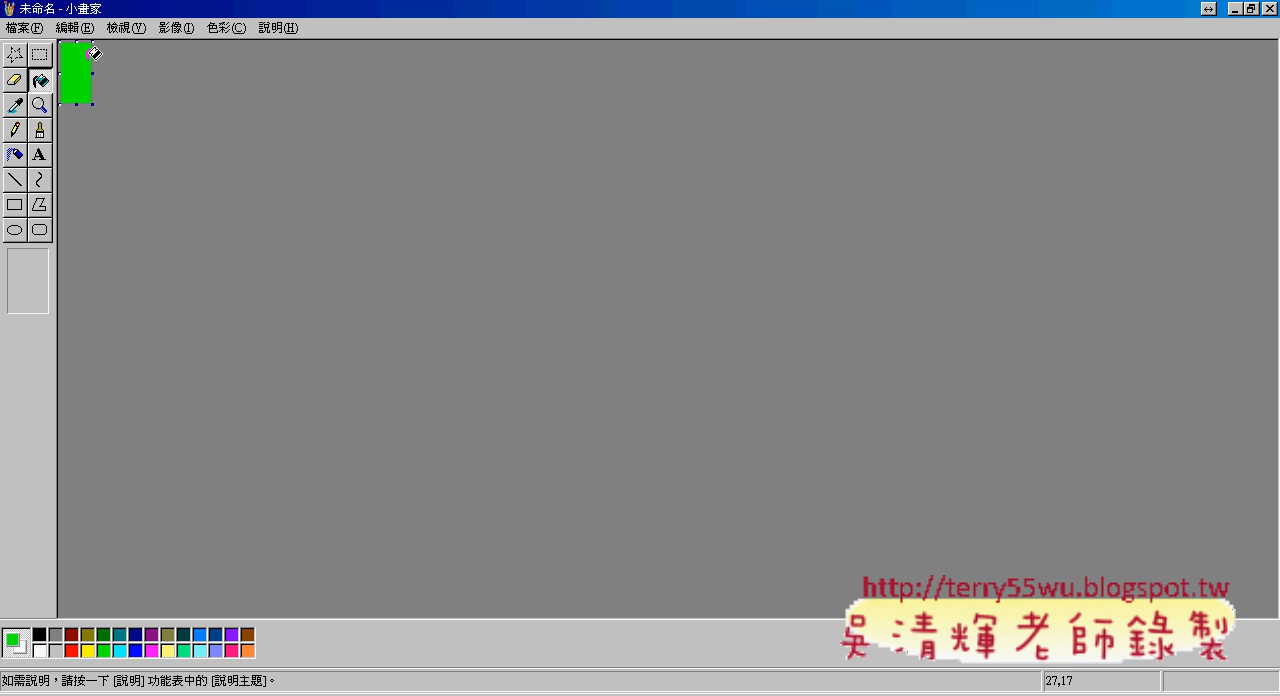 未命名 - 小畫家
檔案(F) 編輯(E) 檢視(V) 影像(I) 色彩(C) 說明(H)
A
http://terry55wu.blogspot.tw
吳清輝老師錄製
如需說明，請按一下 [說明] 功能表中的 [說明主題]。
27,17